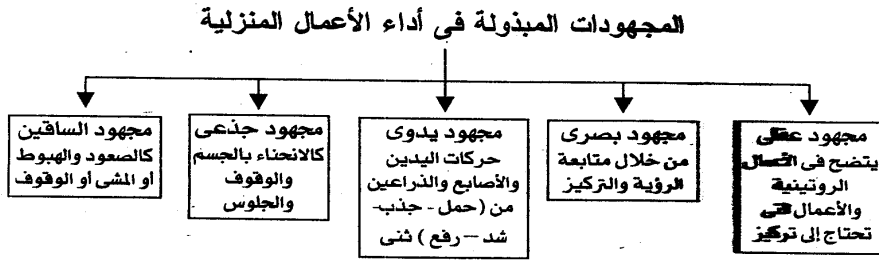 المجهودات المبذولة فى أداء الأعمال المنزلية
مجهود عقلى
يتضح فى الأعمال
الروتينية
والأعمال التى
تحتاج إلى تركيز
مجهود بصرى
من خلال متابعة
الرؤية والتركيز
مجهود يدوى
حركات اليدين
والأصابع والذراعين
من (حمل - جذب-
شد – رفع ) ثنى
مجهود جذعى
كالانحناء بالجسم
والوقوف
والجلوس
مجهود الساقين
كالصعود والهبوط
أو المشى أو الوقوف